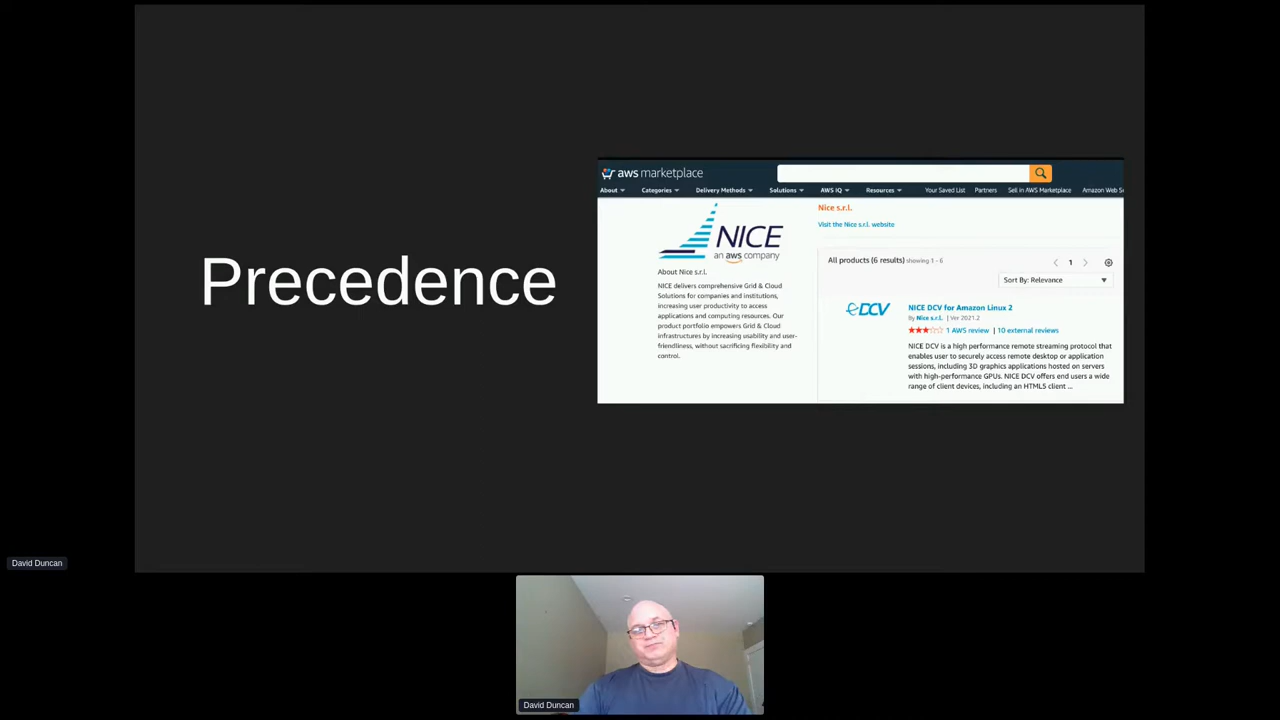 Precedence
aws marketplace
About Categories Delivery Methods Solutions AWS IQ Resources Your Saved List Partners Sell in AWS Marketplace Amazon Web Se
NICE
an aws company
About Nice s.r.l.
NICE delivers comprehensive Grid & Cloud
Solutions for companies and institutions,
increasing user productivity to access
applications and computing resources. Our
product portfolio empowers Grid & Cloud
infrastructures by increasing usability and user-
friendliness, without sacrificing flexibility and
control.
Nice s.r.l.
Visit the Nice s.r.l. website
All products (6 results) showing 1 - 6
1
Sort By: Relevance
DCV
NICE DCV for Amazon Linux 2
By Nice s.r.l. | Ver 2021.2
1 AWS review | 10 external reviews
NICE DCV is a high performance remote streaming protocol that
enables user to securely access remote desktop or application
sessions, including 3D graphics applications hosted on servers
with high-performance GPUs. NICE DCV offers end users a wide
range of client devices, including an HTML5 client ...
David Duncan
David Duncan